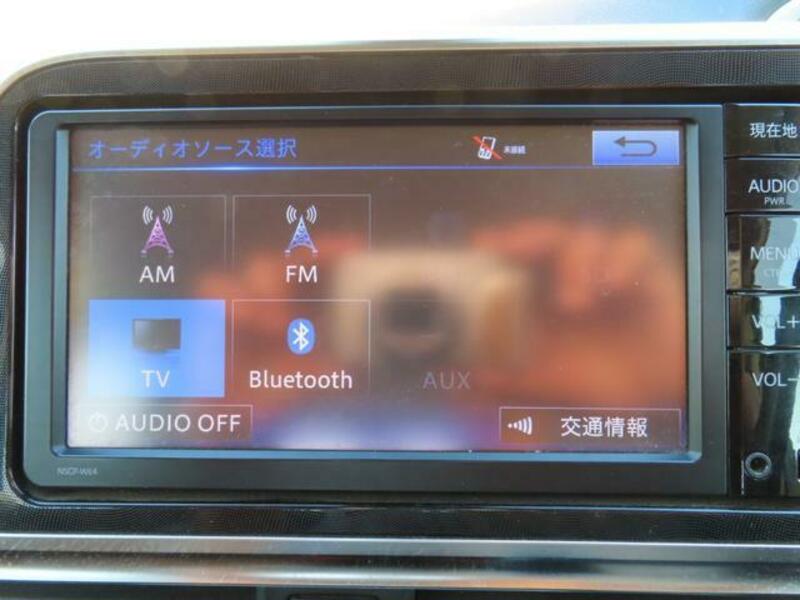 オーディオソース選択
未接続
現在地
AUDIO
PWR
AM
FM
MENU
VOL+
TV
Bluetooth
AUX
VOL-
AUDIO OFF
交通情報
NSCP-W64